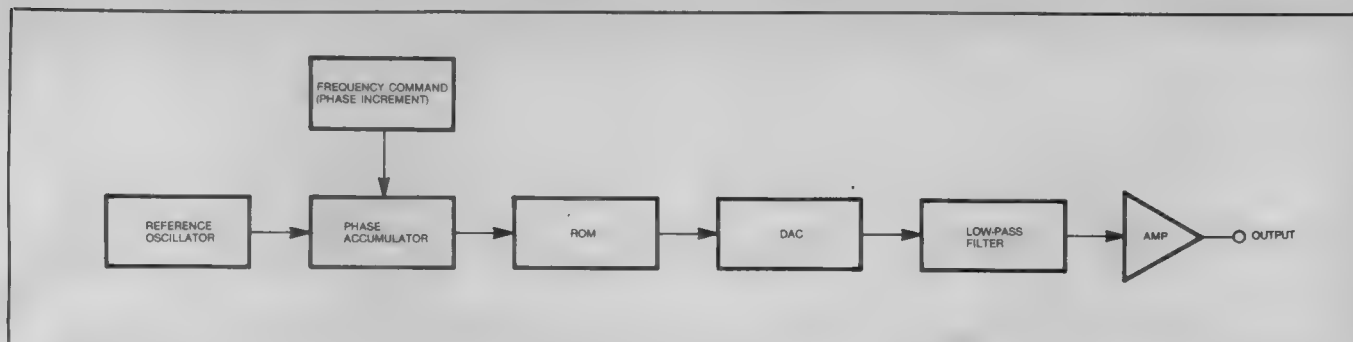 FREQUENCY COMMAND
(PHASE INCREMENT)
REFERENCE
OSCILLATOR
PHASE
ACCUMULATOR
ROM
DAC
LOW-PASS
FILTER
AMP
OUTPUT